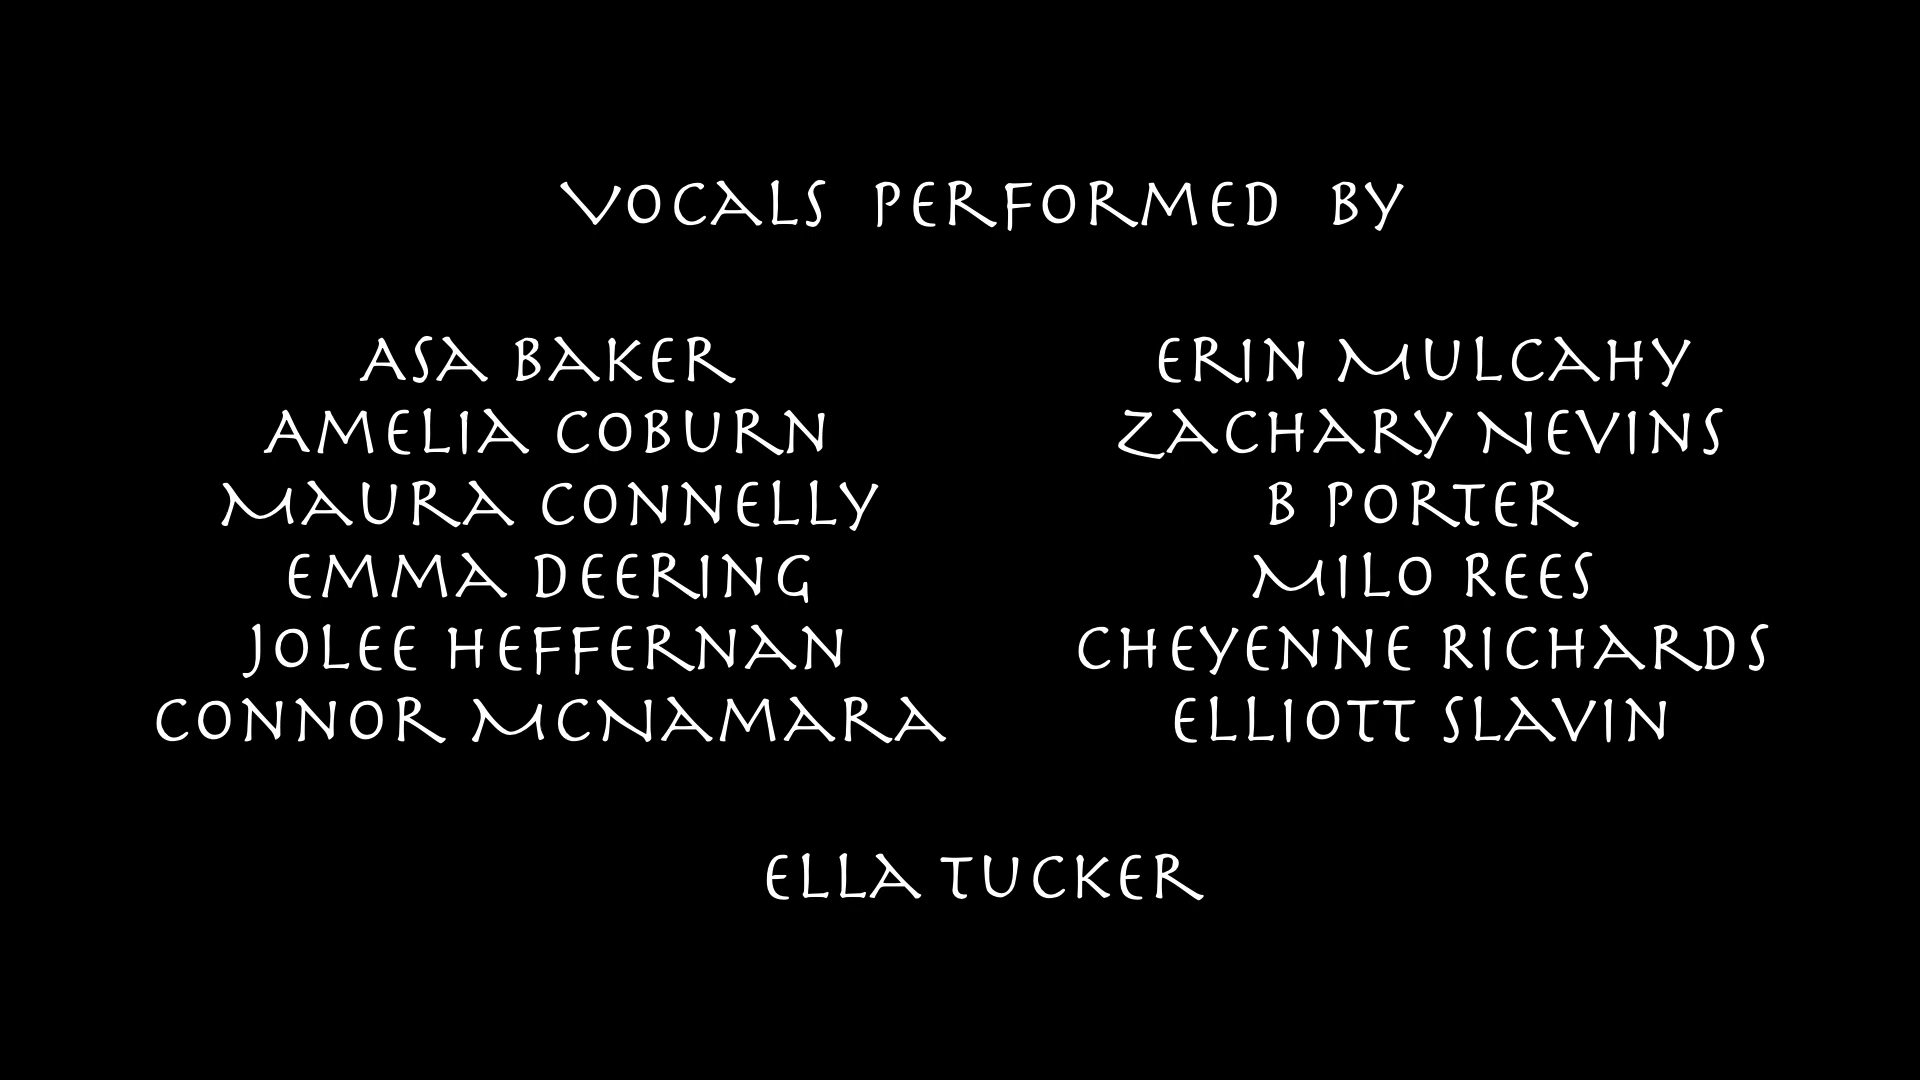 Vocals performed by
Asa Baker
Amelia Coburn
Maura Connelly
Emma Deering
Jolee Heffernan
Connor McNamara
Erin Mulcahy
Zachary Nevins
B Porter
Milo Rees
Cheyenne Richards
Elliott Slavin
Ella Tucker